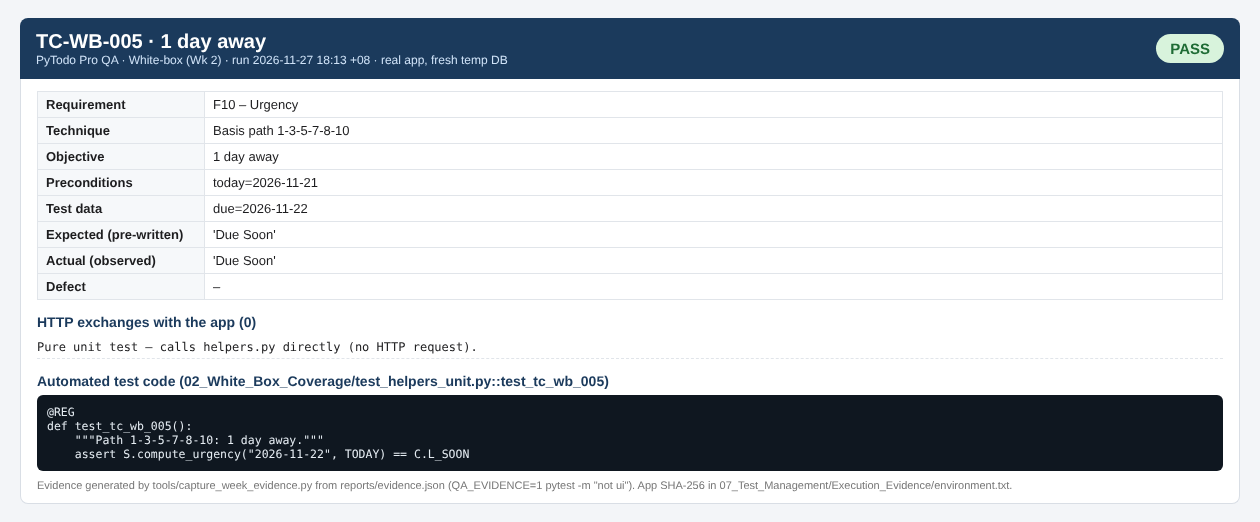 TC-WB-005 · 1 day away
PyTodo Pro QA · White-box (Wk 2) · run 2026-11-27 18:13 +08 · real app, fresh temp DB
PASS
Requirement F10 – Urgency
Technique Basis path 1-3-5-7-8-10
Objective 1 day away
Preconditions today=2026-11-21
Test data due=2026-11-22
Expected (pre-written) 'Due Soon'
Actual (observed) 'Due Soon'
Defect –
HTTP exchanges with the app (0)
Pure unit test — calls helpers.py directly (no HTTP request).
Automated test code (02_White_Box_Coverage/test_helpers_unit.py::test_tc_wb_005)
@REG
def test_tc_wb_005():
    """Path 1-3-5-7-8-10: 1 day away."""
    assert S.compute_urgency("2026-11-22", TODAY) == C.L_SOON
Evidence generated by tools/capture_week_evidence.py from reports/evidence.json (QA_EVIDENCE=1 pytest -m "not ui"). App SHA-256 in 07_Test_Management/Execution_Evidence/environment.txt.